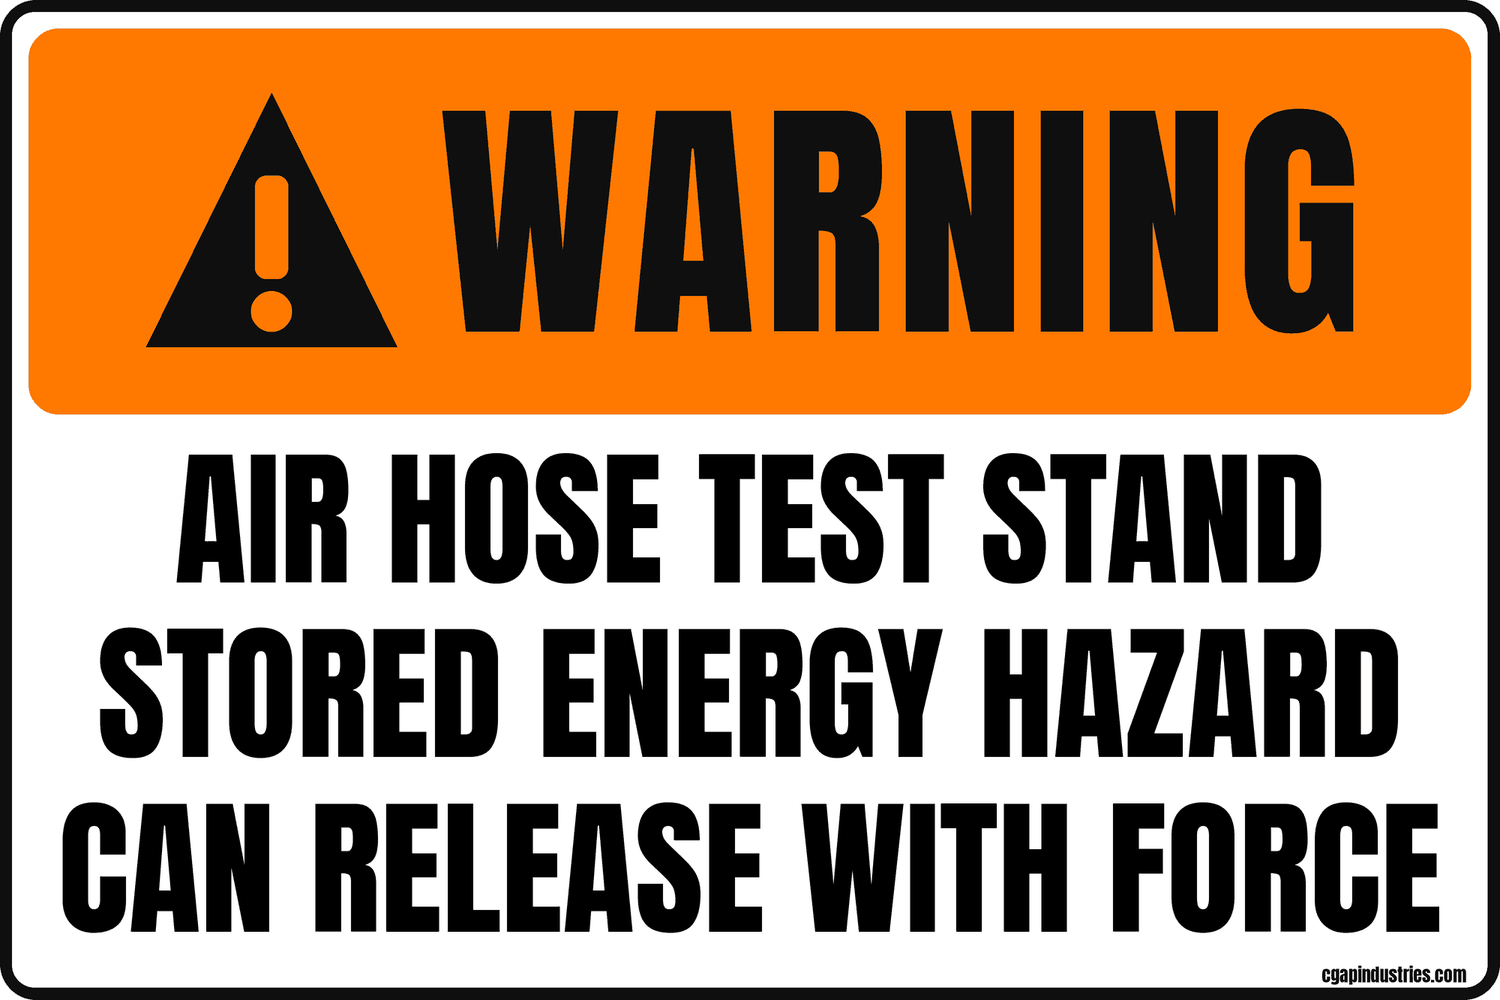 WARNING
AIR HOSE TEST STAND
STORED ENERGY HAZARD
CAN RELEASE WITH FORCE
cgapindustries.com